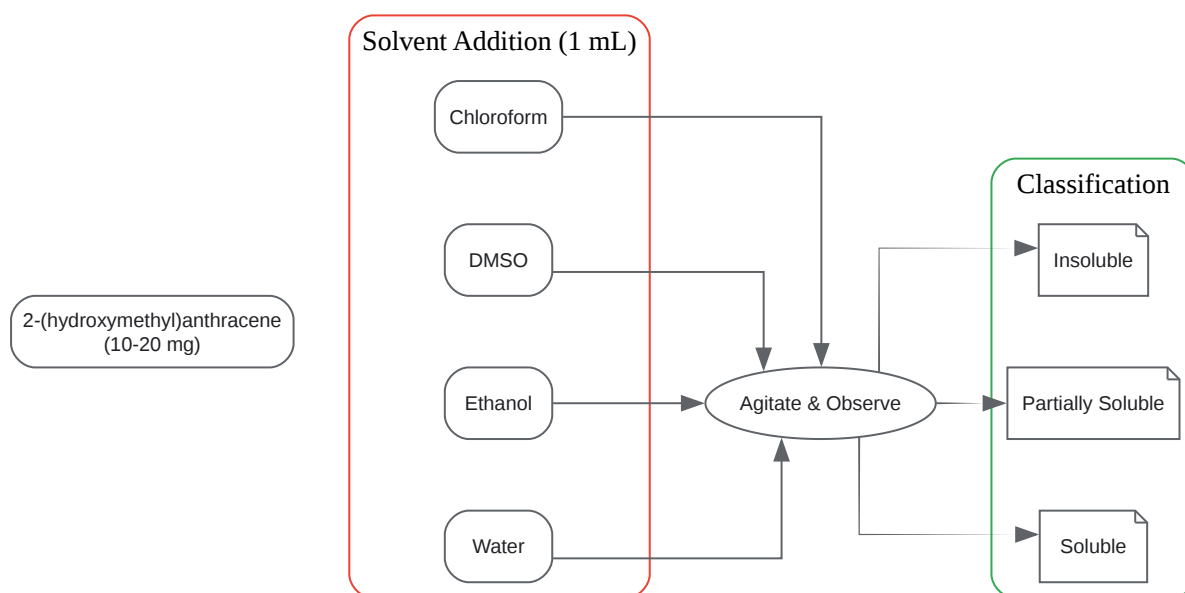 Solvent Addition (1 mL)
Chloroform
DMSO
Ethanol
Water
2-(hydroxymethyl)anthracene
(10-20 mg)
Agitate & Observe
Classification
Insoluble
Partially Soluble
Soluble